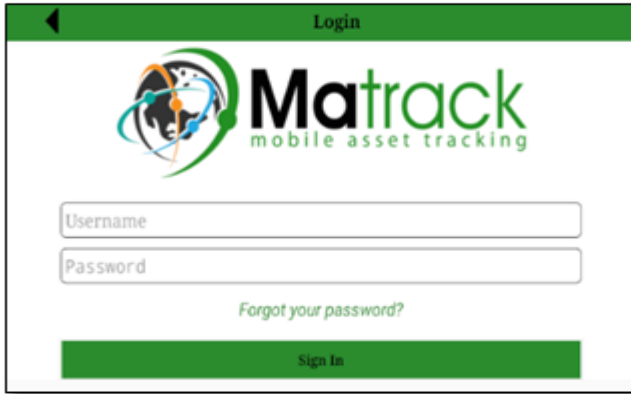 Login
Matrack
mobile asset tracking
Username
Password
Forgot your password?
Sign In